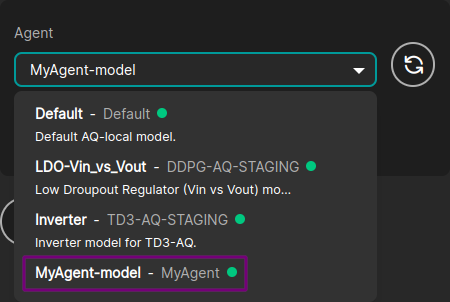 Agent
MyAgent-model
Default - Default
Default AQ-local model.
LDO-Vin_vs_Vout - DDPG-AQ-STAGING
Low Droupout Regulator (Vin vs Vout) mo...
Inverter - TD3-AQ-STAGING
Inverter model for TD3-AQ.
MyAgent-model - MyAgent